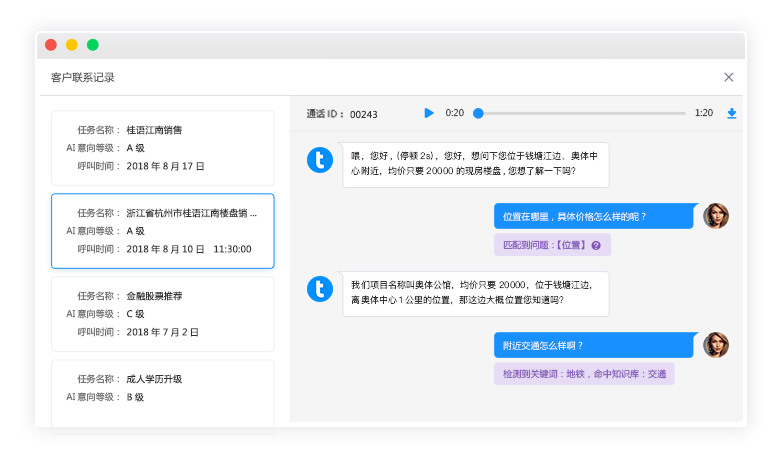 客户联系记录
任务名称： 桂语江南销售
AI 意向等级： A 级
呼叫时间： 2018 年 8 月 17 日
任务名称： 浙江省杭州市桂语江南楼盘销 ...
AI 意向等级： A 级
呼叫时间： 2018 年 8 月 10 日 11:30:00
任务名称： 金融股票推荐
AI 意向等级： C 级
呼叫时间： 2018 年 7 月 2 日
任务名称： 成人学历升级
AI 意向等级： B 级
通话 ID： 00243
0:20
1:20
喂，您好，(停顿 2s)，您好，想问下您位于钱塘江边、奥体中
心附近，均价只要 20000 的现房楼盘，您想了解一下吗？
位置在哪里，具体价格怎么样的呢？
匹配到问题：【位置】
我们项目名称叫奥体公馆，均价只要 20000，位于钱塘江边，
离奥体中心 1 公里的位置，那这边大概位置您知道吗？
附近交通怎么样啊？
检测到关键词：地铁，命中知识库：交通